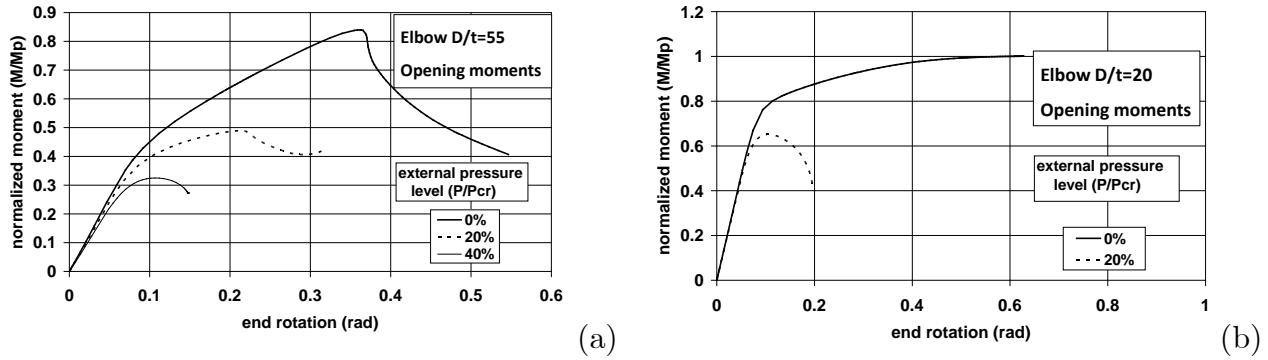 0.9
0.8
0.7
0.6
0.5
0.4
0.3
0.2
0.1
0
normalized moment (M/Mp)
Elbow D/t=55
Opening moments
external pressure
level (P/Pcr)
0%
20%
40%
0 0.1 0.2 0.3 0.4 0.5 0.6
end rotation (rad)
(a)
1.2
1
0.8
0.6
0.4
0.2
0
normalized moment (M/Mp)
Elbow D/t=20
Opening moments
external pressure
level (P/Pcr)
0%
20%
0 0.2 0.4 0.6 0.8 1
end rotation (rad)
(b)